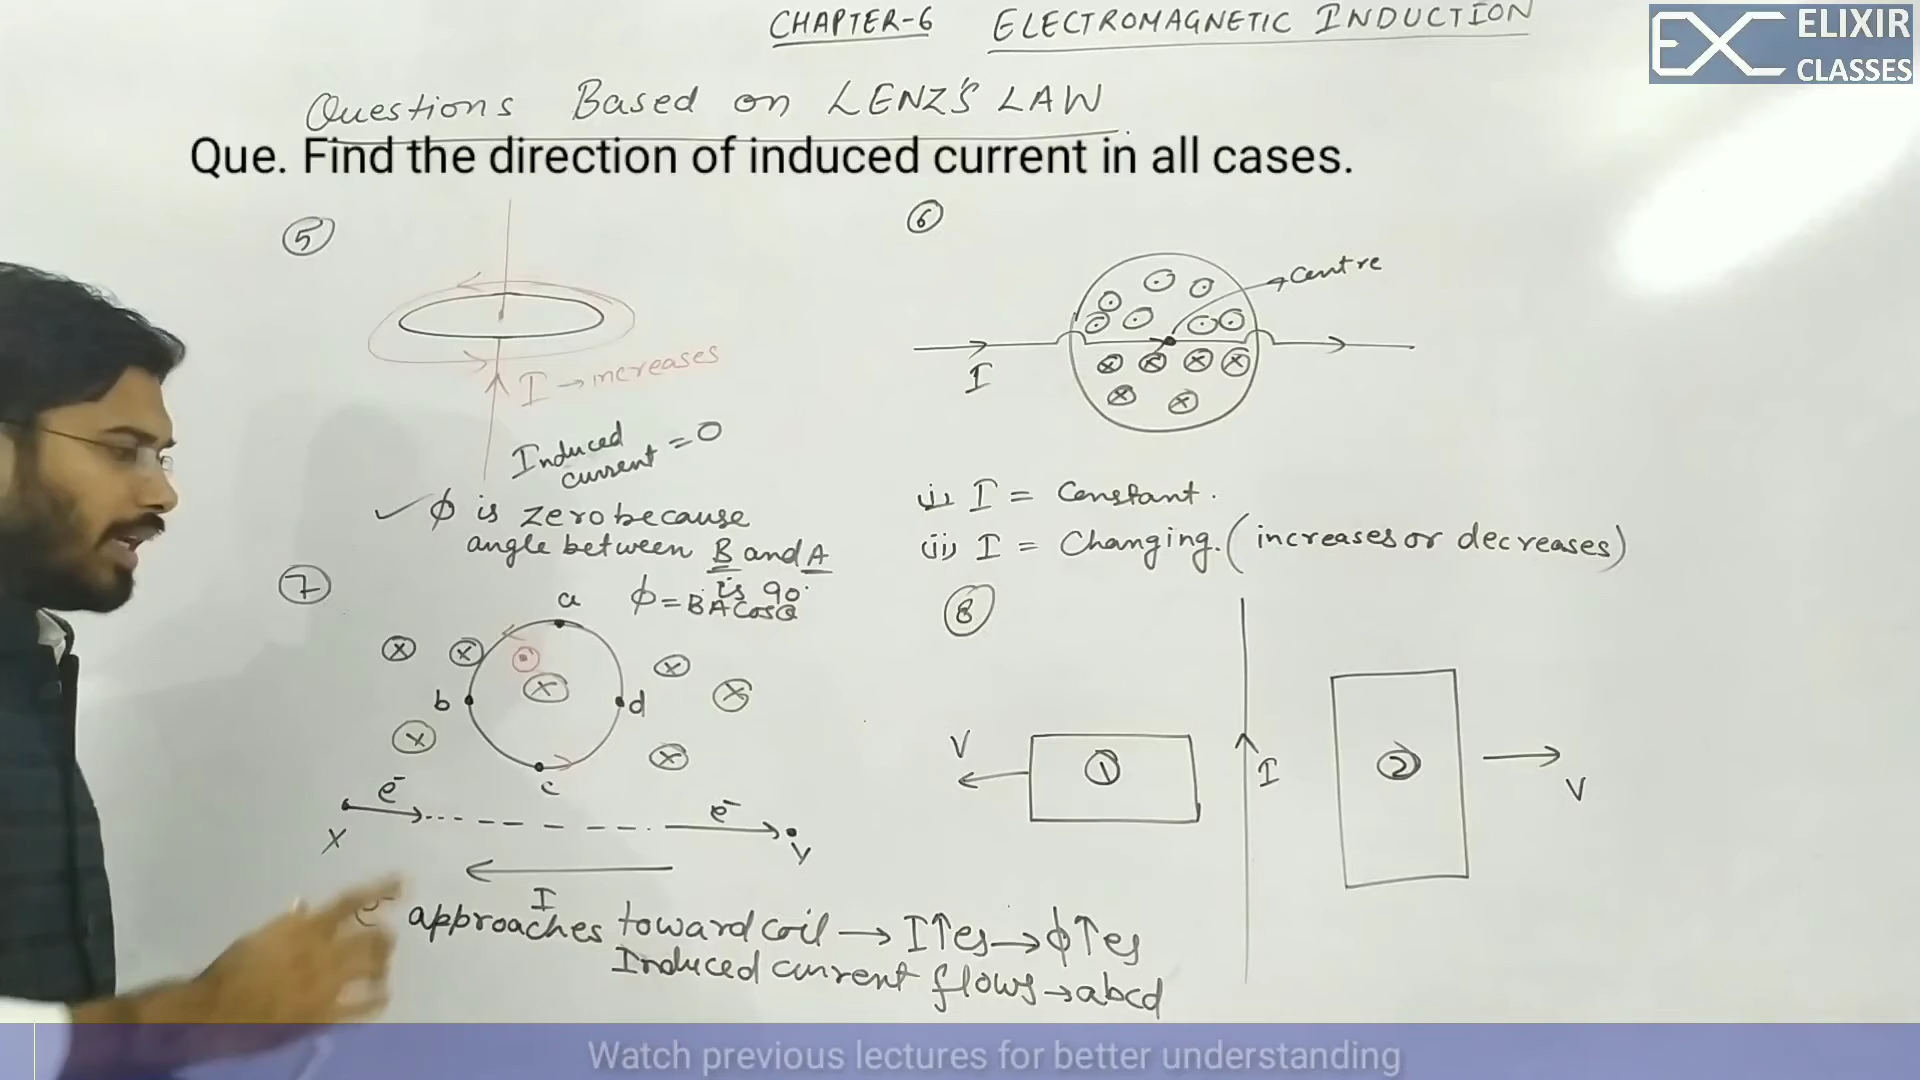 CHAPTER-6 ELECTROMAGNETIC INDUCTION
ELIXIR
CLASSES
Questions Based on LENZ'S LAW
Que. Find the direction of induced current in all cases.
5
I → increases
Induced current = 0
✓ ϕ is zero because
angle between B and A
is 90°
ϕ = BACosθ
6
centre
I
(i) I = Constant.
(ii) I = Changing. (increases or decreases)
7
a
b
d
c
e⁻
e⁻
X
Y
I
e⁻ approaches toward coil → I↑es → ϕ↑es
Induced current flows → abcd
8
V
1
I
2
V
Watch previous lectures for better understanding